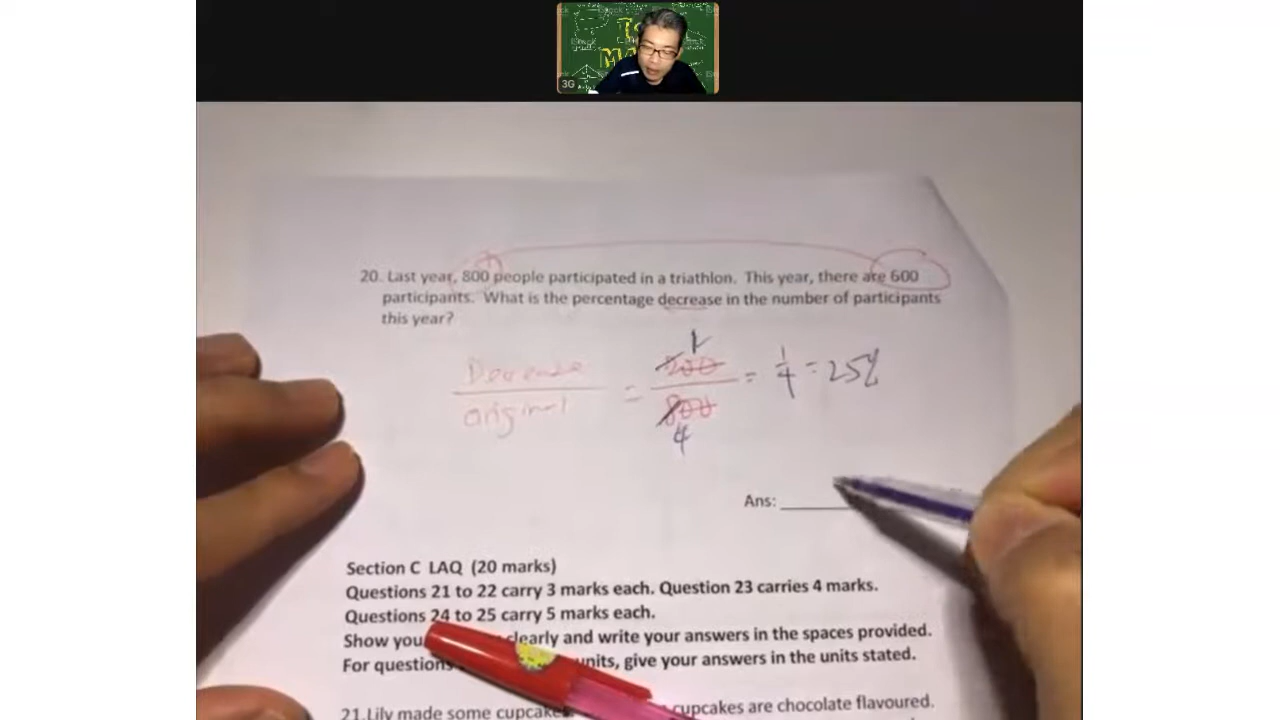 3G
20. Last year, 800 people participated in a triathlon. This year, there are 600
participants. What is the percentage decrease in the number of participants
this year?
Decrease
original
=
1
200
800
4
= 1/4 = 25%
Ans:
Section C LAQ (20 marks)
Questions 21 to 22 carry 3 marks each. Question 23 carries 4 marks.
Questions 24 to 25 carry 5 marks each.
Show you clearly and write your answers in the spaces provided.
For questions units, give your answers in the units stated.
21.Lily made some cupcakes. cupcakes are chocolate flavoured.